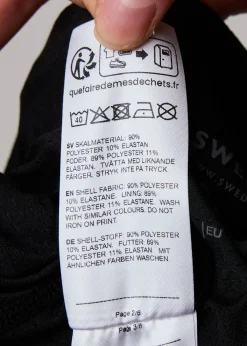 quefairedemesdechets.fr
40
SV SKALMATERIAL: 90%
POLYESTER 10% ELASTAN
FODER: 89% POLYESTER 11%
ELASTAN. TVÄTTA MED LIKNANDE
FÄRGER. STRYK INTE PÅ TRYCK.
EN SHELL FABRIC: 90% POLYESTER
10% ELASTANE. LINING: 89%
POLYESTER 11% ELASTANE. WASH
WITH SIMILAR COLOURS. DO NOT
IRON ON PRINT.
DE SHELL-STOFF: 90% POLYESTER
10% ELASTAN. FUTTER: 89%
POLYESTER 11% ELASTAN. MIT
ÄHNLICHEN FARBEN WASCHEN.
Page 2/6
Page 3/6
EU